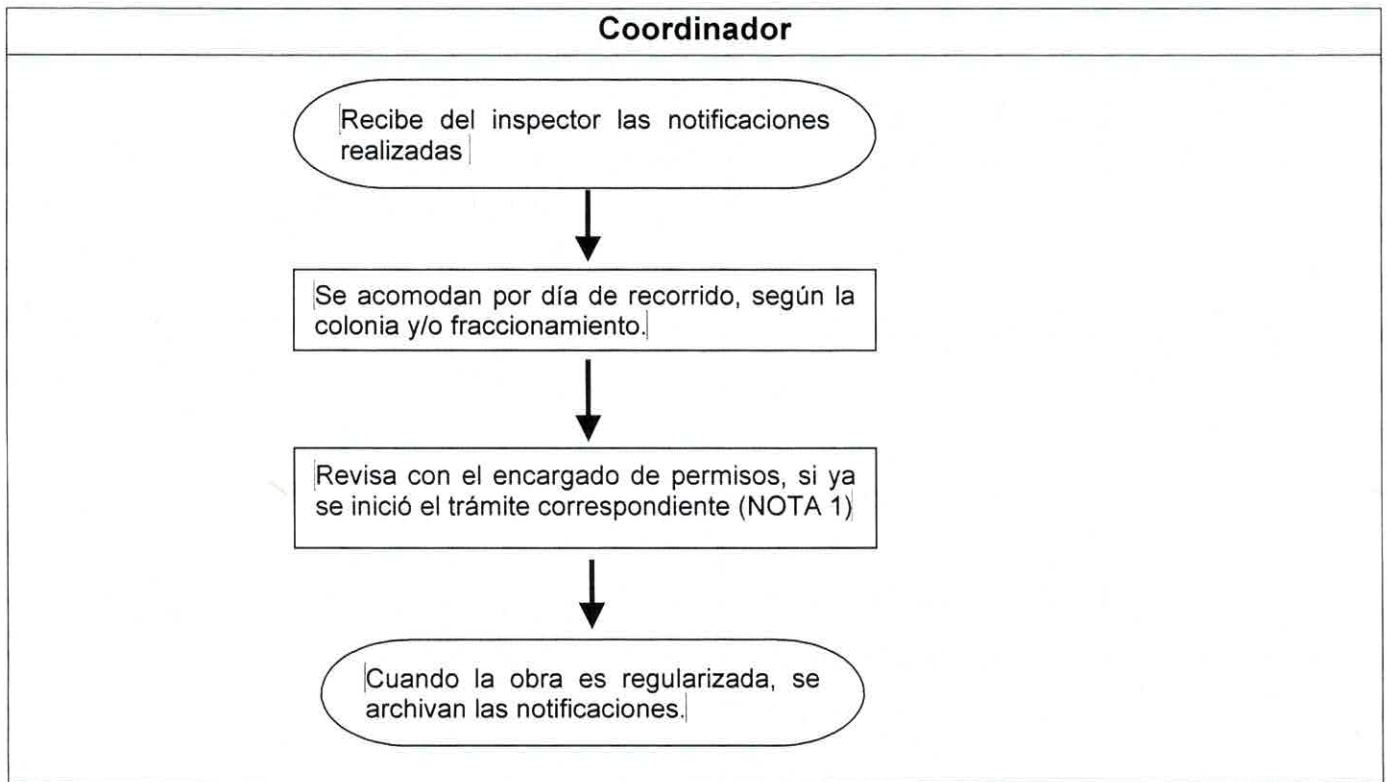 Coordinador
Recibe del inspector las notificaciones
realizadas
Se acomodan por día de recorrido, según la
colonia y/o fraccionamiento.
Revisa con el encargado de permisos, si ya
se inició el trámite correspondiente (NOTA 1)
Cuando la obra es regularizada, se
archivan las notificaciones.